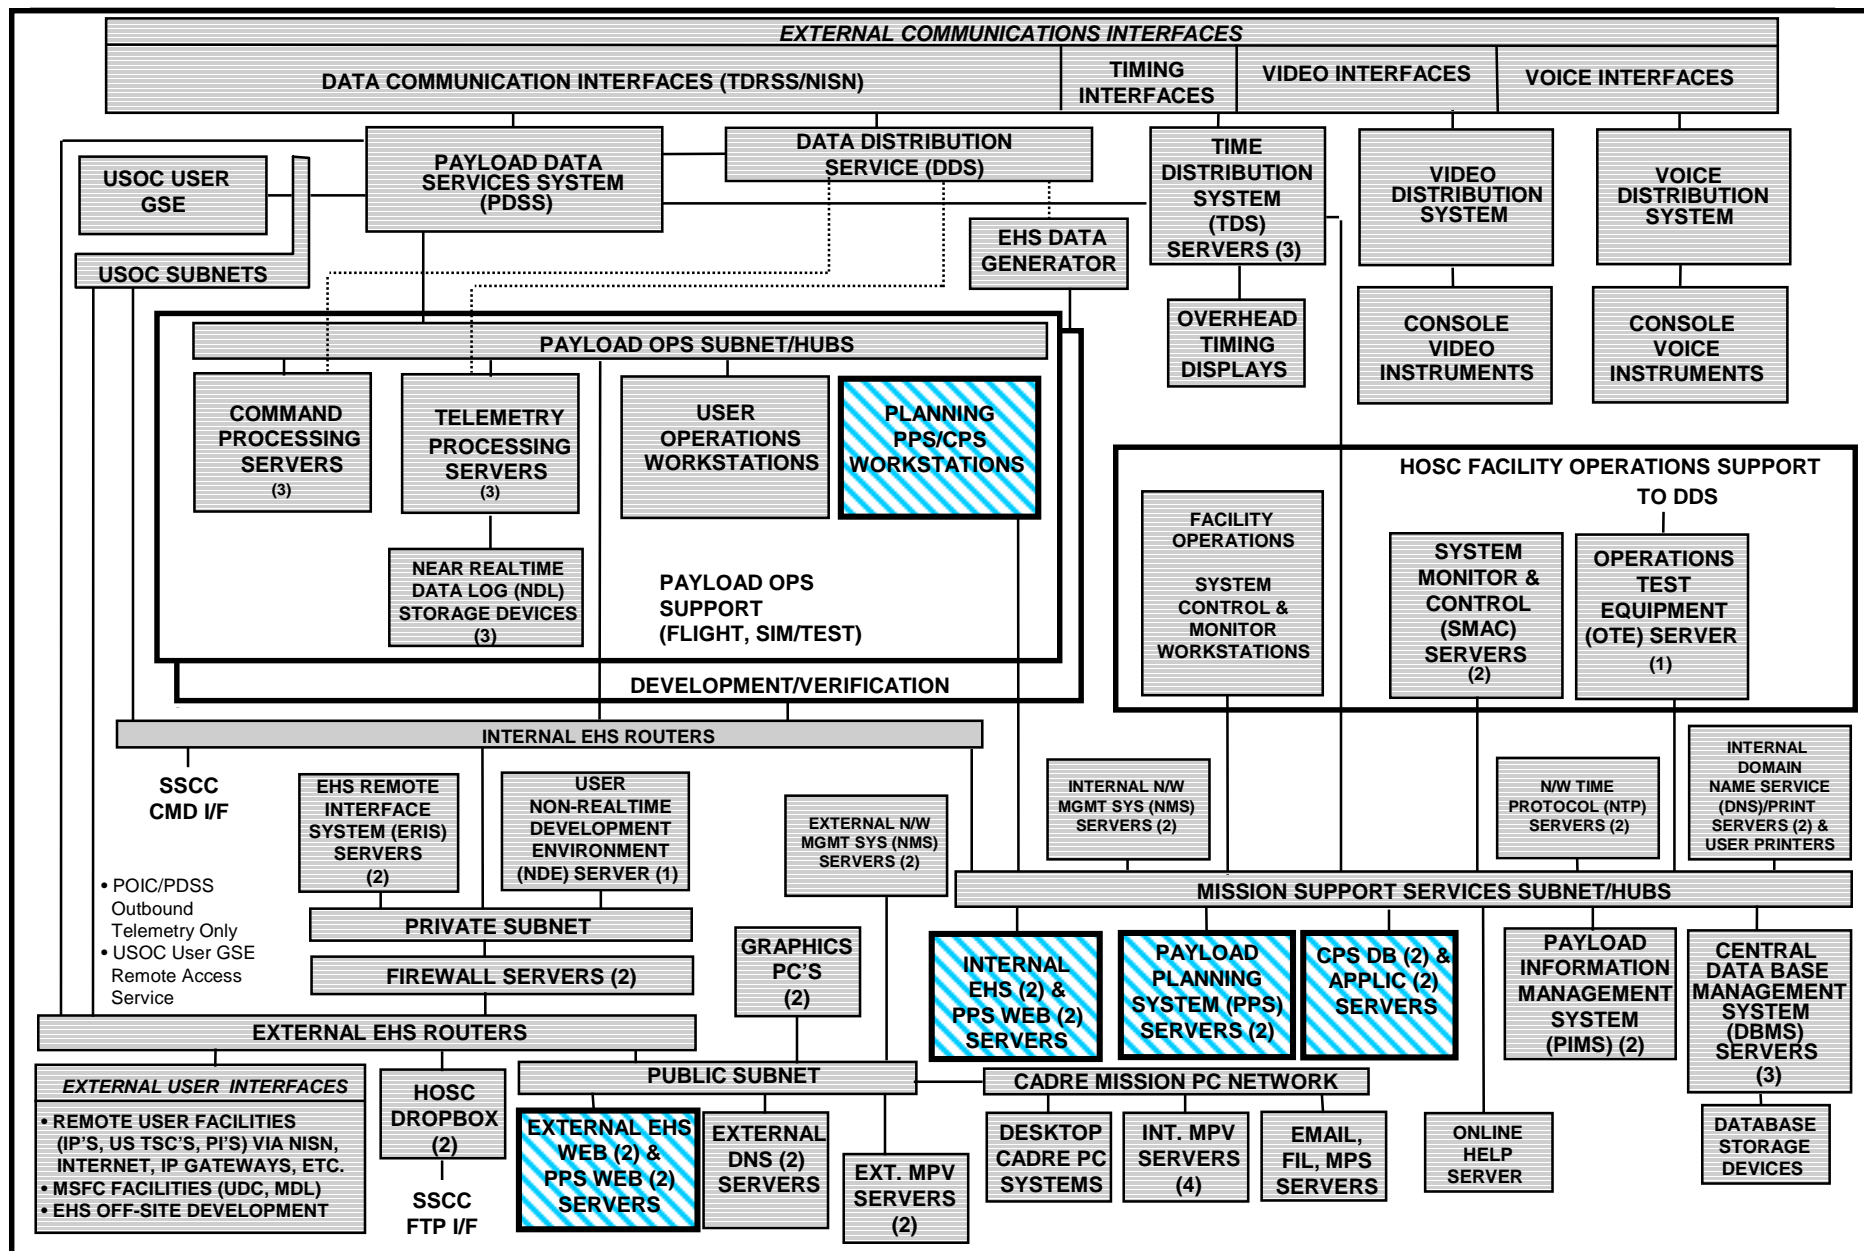 EXTERNAL COMMUNICATIONS INTERFACES
DATA COMMUNICATION INTERFACES (TDRSS/NISN)
TIMING
INTERFACES
VIDEO INTERFACES
VOICE INTERFACES
USOC USER
GSE
USOC SUBNETS
PAYLOAD DATA
SERVICES SYSTEM
(PDSS)
DATA DISTRIBUTION
SERVICE (DDS)
EHS DATA
GENERATOR
TIME
DISTRIBUTION
SYSTEM
(TDS)
SERVERS (3)
VIDEO
DISTRIBUTION
SYSTEM
VOICE
DISTRIBUTION
SYSTEM
OVERHEAD
TIMING
DISPLAYS
CONSOLE
VIDEO
INSTRUMENTS
CONSOLE
VOICE
INSTRUMENTS
PAYLOAD OPS SUBNET/HUBS
COMMAND
PROCESSING
SERVERS
(3)
TELEMETRY
PROCESSING
SERVERS
(3)
USER
OPERATIONS
WORKSTATIONS
PLANNING
PPS/CPS
WORKSTATIONS
NEAR REALTIME
DATA LOG (NDL)
STORAGE DEVICES
(3)
PAYLOAD OPS
SUPPORT
(FLIGHT, SIM/TEST)
DEVELOPMENT/VERIFICATION
HOSC FACILITY OPERATIONS SUPPORT
TO DDS
FACILITY
OPERATIONS
SYSTEM
CONTROL &
MONITOR
WORKSTATIONS
SYSTEM
MONITOR &
CONTROL
(SMAC)
SERVERS
(2)
OPERATIONS
TEST
EQUIPMENT
(OTE) SERVER
(1)
INTERNAL EHS ROUTERS
SSCC
CMD I/F
EHS REMOTE
INTERFACE
SYSTEM (ERIS)
SERVERS
(2)
USER
NON-REALTIME
DEVELOPMENT
ENVIRONMENT
(NDE) SERVER (1)
EXTERNAL N/W
MGMT SYS (NMS)
SERVERS (2)
INTERNAL N/W
MGMT SYS (NMS)
SERVERS (2)
N/W TIME
PROTOCOL (NTP)
SERVERS (2)
INTERNAL
DOMAIN
NAME SERVICE
(DNS)/PRINT
SERVERS (2) &
USER PRINTERS
• POIC/PDSS
Outbound
Telemetry Only
• USOC User GSE
Remote Access
Service
PRIVATE SUBNET
FIREWALL SERVERS (2)
GRAPHICS
PC'S
(2)
MISSION SUPPORT SERVICES SUBNET/HUBS
INTERNAL
EHS (2) &
PPS WEB (2)
SERVERS
PAYLOAD
PLANNING
SYSTEM (PPS)
SERVERS (2)
CPS DB (2) &
APPLIC (2)
SERVERS
PAYLOAD
INFORMATION
MANAGEMENT
SYSTEM
(PIMS) (2)
CENTRAL
DATA BASE
MANAGEMENT
SYSTEM
(DBMS)
SERVERS
(3)
EXTERNAL EHS ROUTERS
EXTERNAL USER INTERFACES
• REMOTE USER FACILITIES
(IP'S, US TSC'S, PI'S) VIA NISN,
INTERNET, IP GATEWAYS, ETC.
• MSFC FACILITIES (UDC, MDL)
• EHS OFF-SITE DEVELOPMENT
HOSC
DROPBOX
(2)
SSCC
FTP I/F
PUBLIC SUBNET
CADRE MISSION PC NETWORK
EXTERNAL EHS
WEB (2) &
PPS WEB (2)
SERVERS
EXTERNAL
DNS (2)
SERVERS
EXT. MPV
SERVERS
(2)
DESKTOP
CADRE PC
SYSTEMS
INT. MPV
SERVERS
(4)
EMAIL,
FIL, MPS
SERVERS
ONLINE
HELP
SERVER
DATABASE
STORAGE
DEVICES